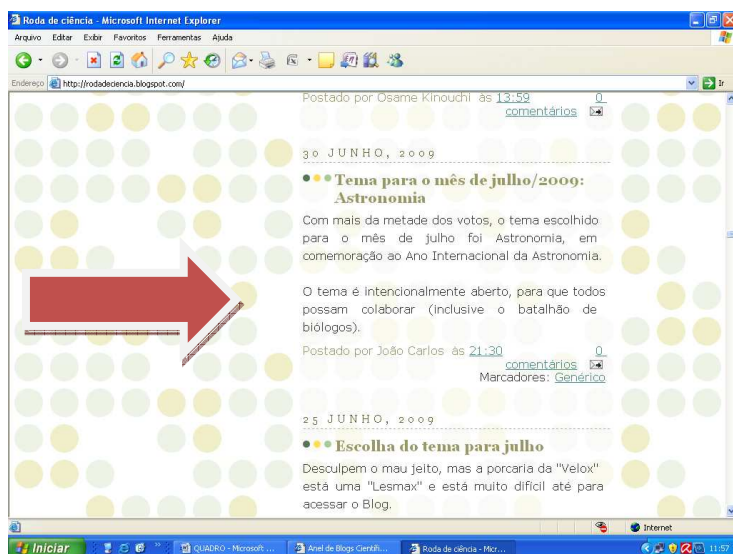 Roda de ciência - Microsoft Internet Explorer
Arquivo Editar Exibir Favoritos Ferramentas Ajuda
Endereço http://rodadeciencia.blogspot.com/ Ir
Postado por Osame Kinouchi às 13:59 0
comentários
30 JUNHO, 2009
Tema para o mês de julho/2009:
Astronomia
Com mais da metade dos votos, o tema escolhido
para o mês de julho foi Astronomia, em
comemoração ao Ano Internacional da Astronomia.
O tema é intencionalmente aberto, para que todos
possam colaborar (inclusive o batalhão de
biólogos).
Postado por João Carlos às 21:30 0
comentários
Marcadores: Genérico
25 JUNHO, 2009
Escolha do tema para julho
Desculpem o mau jeito, mas a porcaria da "Velox"
está uma "Lesmax" e está muito difícil até para
acessar o Blog.
Internet
Iniciar QUADRO - Microsoft ... Anel de Blogs Científi... Roda de ciência - Micr... 11:57